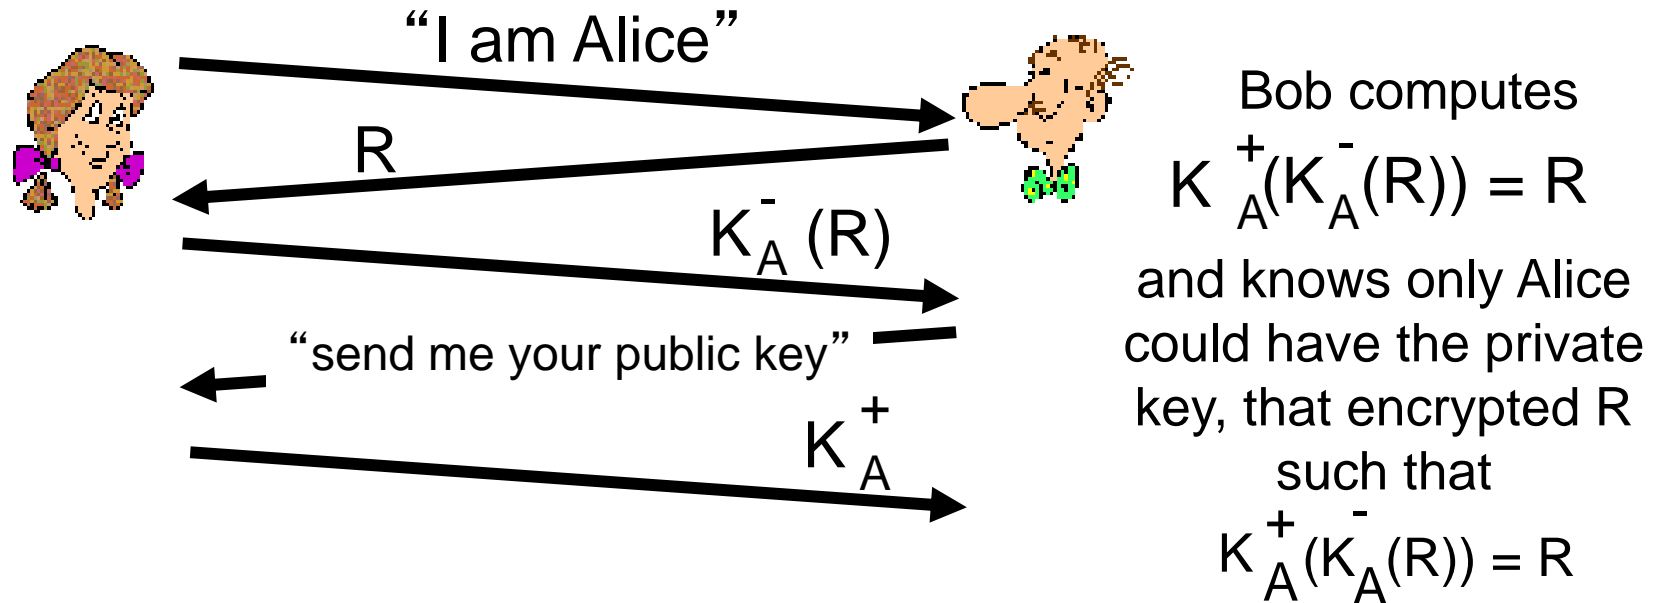 “I am Alice”
R
K_A^- (R)
“send me your public key”
K_A^+
Bob computes
K_A^+(K_A^-(R)) = R
and knows only Alice
could have the private
key, that encrypted R
such that
K_A^+(K_A^-(R)) = R